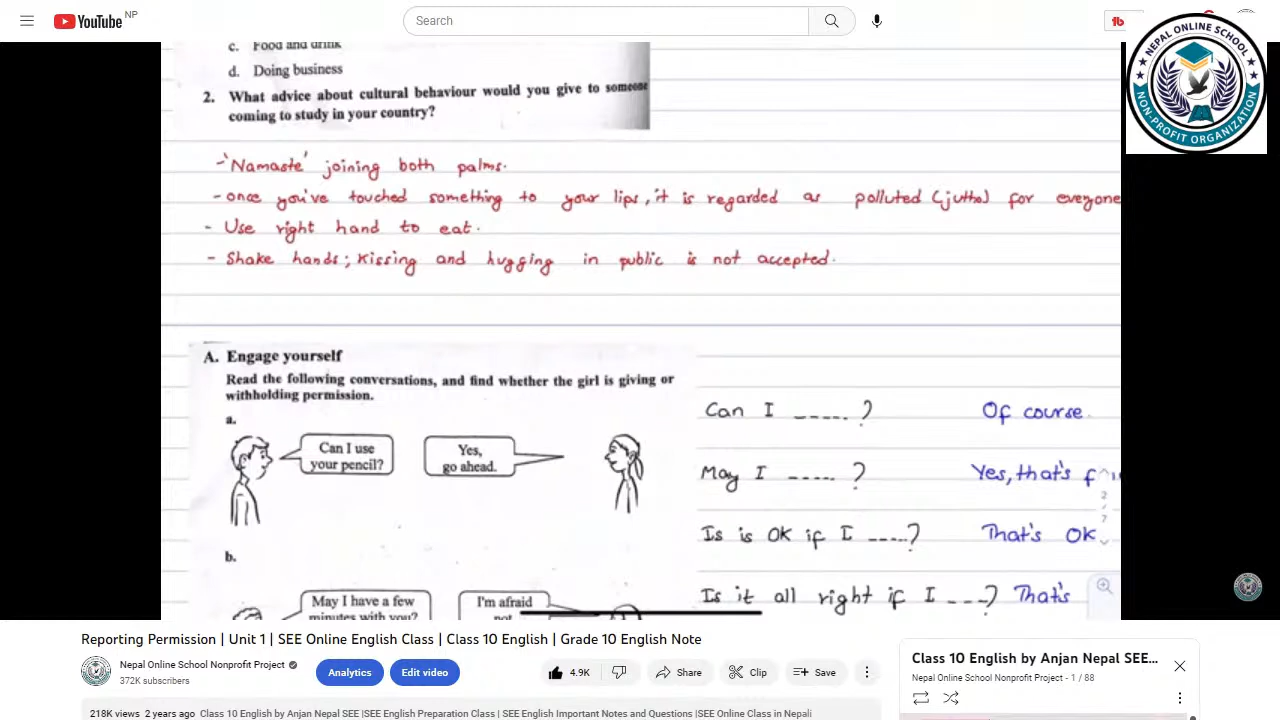 YouTube NP
Search
NEPAL ONLINE SCHOOL
NON-PROFIT ORGANIZATION
c. Food and drink
d. Doing business
2. What advice about cultural behaviour would you give to someone
coming to study in your country?
- 'Namaste' joining both palms.
- once you've touched something to your lips, it is regarded as polluted (jutho) for everyone
- Use right hand to eat.
- Shake hands; kissing and hugging in public is not accepted.
A. Engage yourself
Read the following conversations, and find whether the girl is giving or
withholding permission.
a.
Can I use
your pencil?
Yes,
go ahead.
Can I -----? Of course.
May I -----? Yes, that's
2
/
7
Is is OK if I -----? That's OK
b.
May I have a few
minutes with you?
I'm afraid
not
Is it all right if I ----? That's
Reporting Permission | Unit 1 | SEE Online English Class | Class 10 English | Grade 10 English Note
Nepal Online School Nonprofit Project
372K subscribers
Analytics
Edit video
4.9K
Share
Clip
Save
218K views 2 years ago Class 10 English by Anjan Nepal SEE |SEE English Preparation Class | SEE English Important Notes and Questions |SEE Online Class in Nepali
Class 10 English by Anjan Nepal SEE...
Nepal Online School Nonprofit Project - 1 / 88